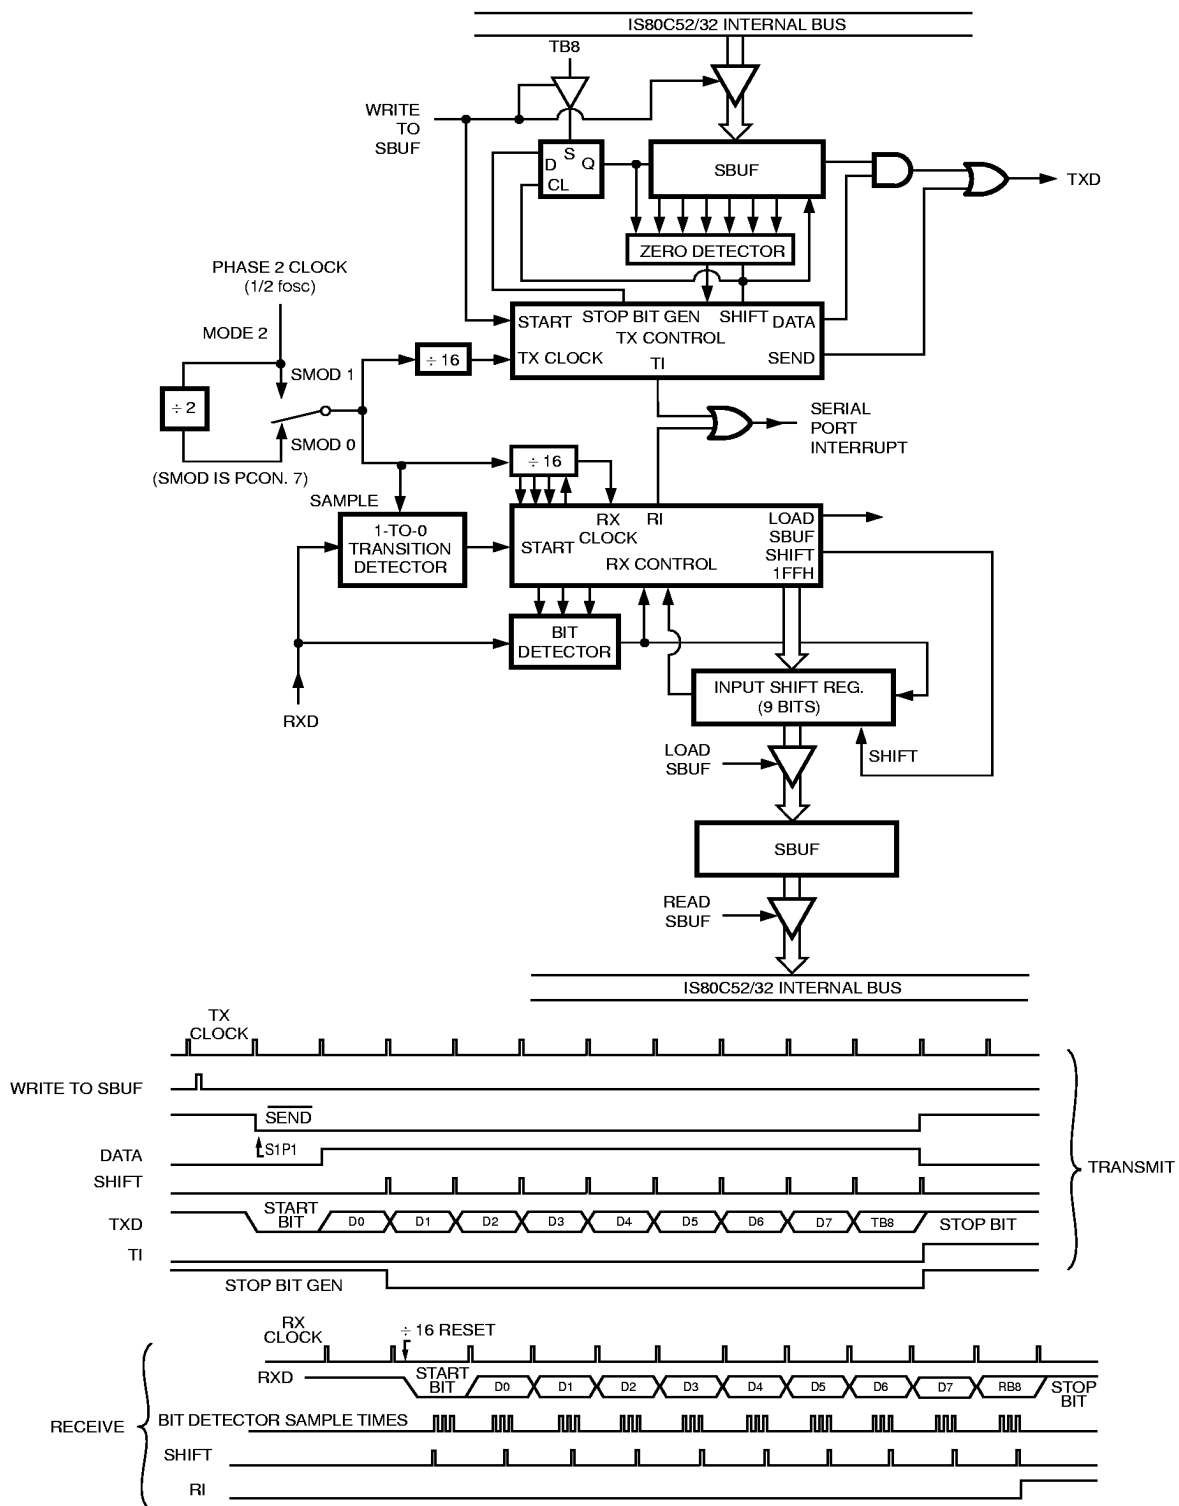 IS80C52/32 INTERNAL BUS
TB8
WRITE
TO
SBUF
S
D
Q
CL
SBUF
TXD
ZERO DETECTOR
PHASE 2 CLOCK
(1/2 fosc)
MODE 2
START
STOP BIT GEN
SHIFT
DATA
TX CONTROL
TX CLOCK
TI
SEND
÷ 16
SMOD 1
÷ 2
SMOD 0
(SMOD IS PCON. 7)
SERIAL
PORT
INTERRUPT
÷ 16
SAMPLE
1-TO-0
TRANSITION
DETECTOR
START
RX
CLOCK
RI
RX CONTROL
LOAD
SBUF
SHIFT
1FFH
BIT
DETECTOR
RXD
INPUT SHIFT REG.
(9 BITS)
LOAD
SBUF
SHIFT
SBUF
READ
SBUF
IS80C52/32 INTERNAL BUS
TX
CLOCK
WRITE TO SBUF
SEND
S1P1
DATA
SHIFT
TXD
START
BIT
D0
D1
D2
D3
D4
D5
D6
D7
TB8
STOP BIT
TI
STOP BIT GEN
TRANSMIT
RX
CLOCK
÷ 16 RESET
RXD
START
BIT
D0
D1
D2
D3
D4
D5
D6
D7
RB8
STOP
BIT
RECEIVE
BIT DETECTOR SAMPLE TIMES
SHIFT
RI